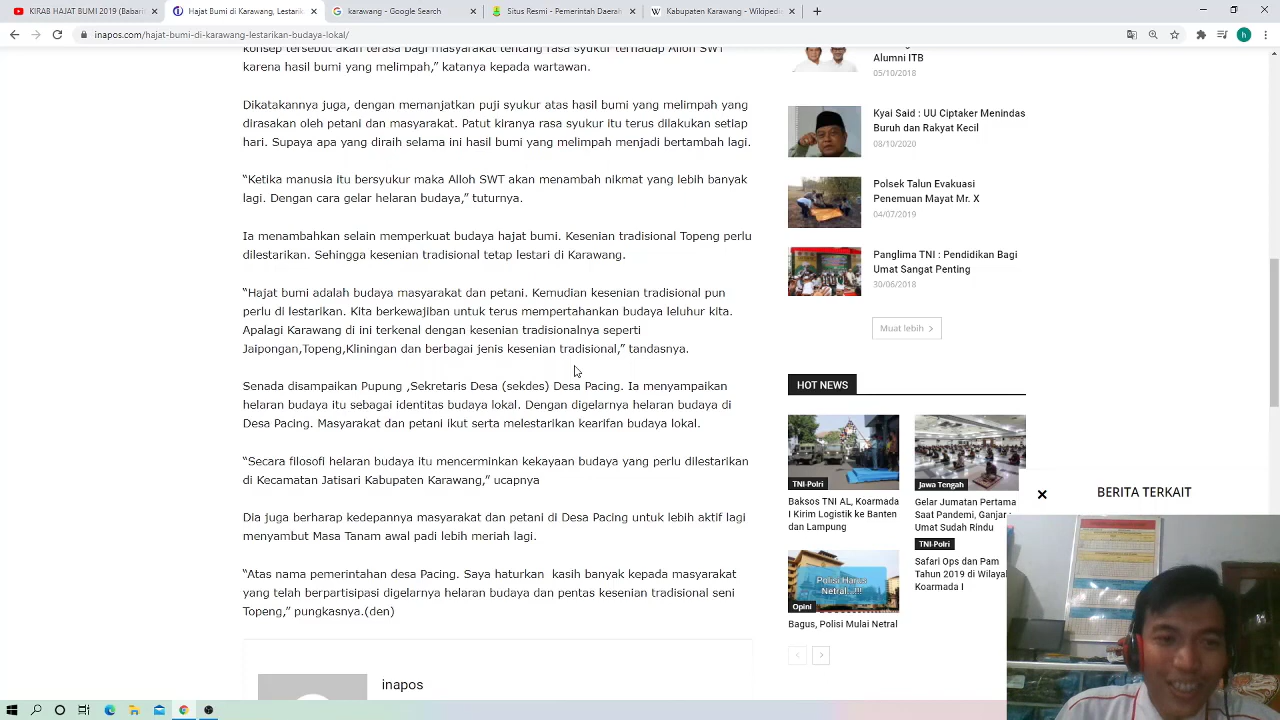 KIRAB HAJAT BUMI 2019 (Babari
Hajat Bumi di Karawang, Lestarik
karawang - Google Search
Situs Resmi - Pemerintah Daerah
Kabupaten Karawang - Wikipedi
inapos.com/hajat-bumi-di-karawang-lestarikan-budaya-lokal/
h
konsep tersebut akan terasa bagi masyarakat tentang rasa syukur terhadap Alloh SWT
karena hasil bumi yang melimpah,” katanya kepada wartawan.
Dikatakannya juga, dengan memanjatkan puji syukur atas hasil bumi yang melimpah yang
dirasakan oleh petani dan masyarakat. Patut kiranya rasa syukur itu terus dilakukan setiap
hari. Supaya apa yang diraih selama ini hasil bumi yang melimpah menjadi bertambah lagi.
“Ketika manusia itu bersyukur maka Alloh SWT akan menambah nikmat yang lebih banyak
lagi. Dengan cara gelar helaran budaya,” tuturnya.
Ia menambahkan selain memperkuat budaya hajat bumi. Kesenian tradisional Topeng perlu
dilestarikan. Sehingga kesenian tradisional tetap lestari di Karawang.
“Hajat bumi adalah budaya masyarakat dan petani. Kemudian kesenian tradisional pun
perlu di lestarikan. Kita berkewajiban untuk terus mempertahankan budaya leluhur kita.
Apalagi Karawang di ini terkenal dengan kesenian tradisionalnya seperti
Jaipongan,Topeng,Kliningan dan berbagai jenis kesenian tradisional,” tandasnya.
Senada disampaikan Pupung ,Sekretaris Desa (sekdes) Desa Pacing. Ia menyampaikan
helaran budaya itu sebagai identitas budaya lokal. Dengan digelarnya helaran budaya di
Desa Pacing. Masyarakat dan petani ikut serta melestarikan kearifan budaya lokal.
“Secara filosofi helaran budaya itu mencerminkan kekayaan budaya yang perlu dilestarikan
di Kecamatan Jatisari Kabupaten Karawang,” ucapnya
Dia juga berharap kedepannya masyarakat dan petani di Desa Pacing untuk lebih aktif lagi
menyambut Masa Tanam awal padi lebih meriah lagi.
“Atas nama pemerintahan desa Pacing. Saya haturkan kasih banyak kepada masyarakat
yang telah berpartisipasi digelarnya helaran budaya dan pentas kesenian tradisional seni
Topeng,” pungkasnya.(den)
inapos
Alumni ITB
05/10/2018
Kyai Said : UU Ciptaker Menindas
Buruh dan Rakyat Kecil
08/10/2020
Polsek Talun Evakuasi
Penemuan Mayat Mr. X
04/07/2019
Panglima TNI : Pendidikan Bagi
Umat Sangat Penting
30/06/2018
Muat lebih
HOT NEWS
TNI-Polri
Baksos TNI AL, Koarmada
I Kirim Logistik ke Banten
dan Lampung
Jawa Tengah
Gelar Jumatan Pertama
Saat Pandemi, Ganjar :
Umat Sudah Rindu
TNI-Polri
Safari Ops dan Pam
Tahun 2019 di Wilayah
Koarmada I
Polisi Harus
Netral..!!!
Opini
Bagus, Polisi Mulai Netral
BERITA TERKAIT